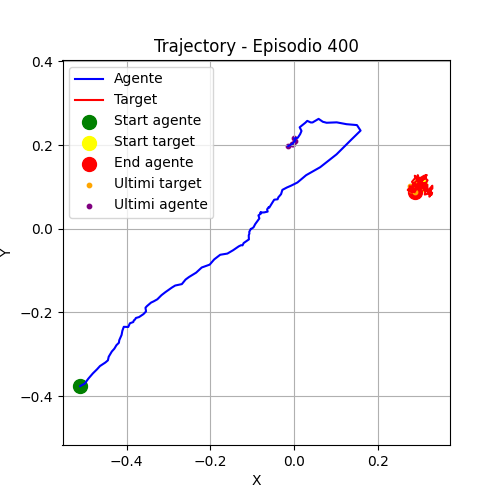 Trajectory - Episodio 400
0.4
0.2
0.0
−0.2
−0.4
Y
Agente
Target
Start agente
Start target
End agente
Ultimi target
Ultimi agente
−0.4
−0.2
0.0
0.2
X